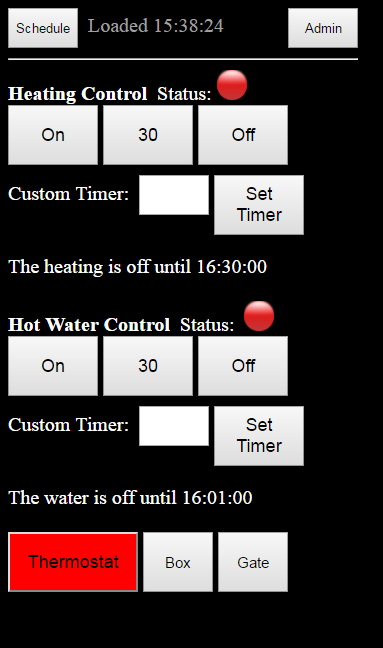 Schedule Loaded 15:38:24 Admin
Heating Control Status:
On 30 Off
Custom Timer: Set
Timer
The heating is off until 16:30:00
Hot Water Control Status:
On 30 Off
Custom Timer: Set
Timer
The water is off until 16:01:00
Thermostat Box Gate